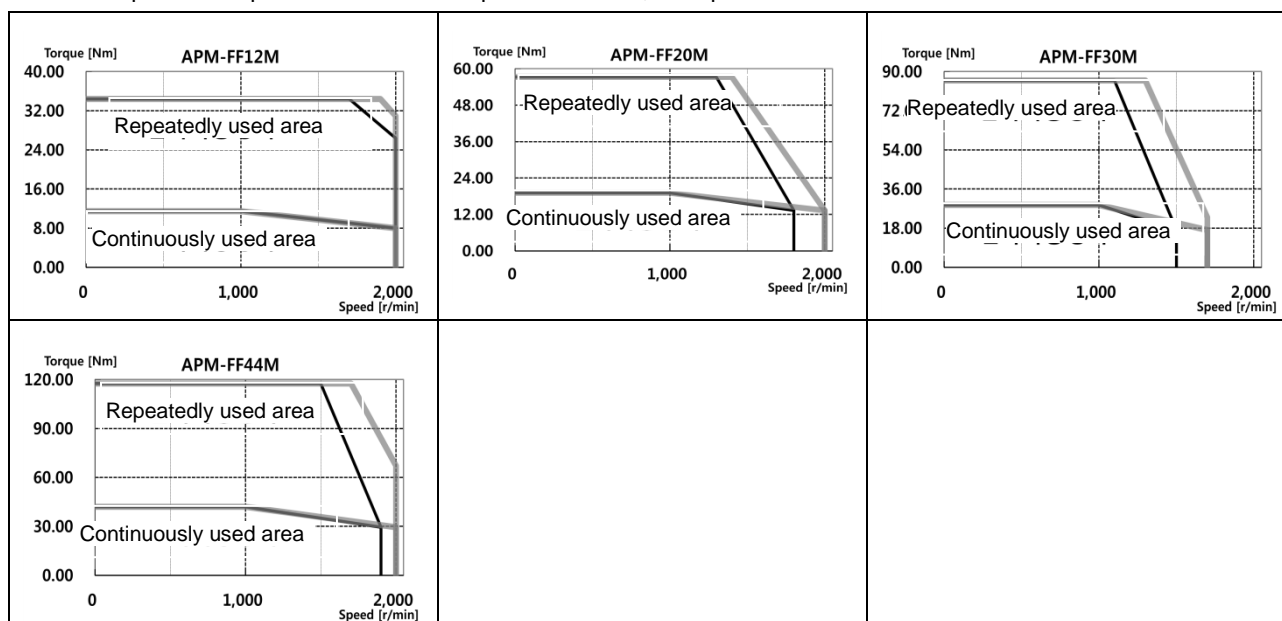 Torque [Nm]
APM-FF12M
40.00
32.00
Repeatedly used area
24.00
16.00
8.00
Continuously used area
0.00
0
1,000
2,000
Speed [r/min]
Torque [Nm]
APM-FF20M
60.00
48.00
Repeatedly used area
36.00
24.00
12.00
Continuously used area
0.00
0
1,000
2,000
Speed [r/min]
Torque [Nm]
APM-FF30M
90.00
72
Repeatedly used area
54.00
36.00
18.00
Continuously used area
0.00
0
1,000
2,000
Speed [r/min]
Torque [Nm]
APM-FF44M
120.00
Repeatedly used area
90.00
60.00
30.00
Continuously used area
0.00
0
1,000
2,000
Speed [r/min]